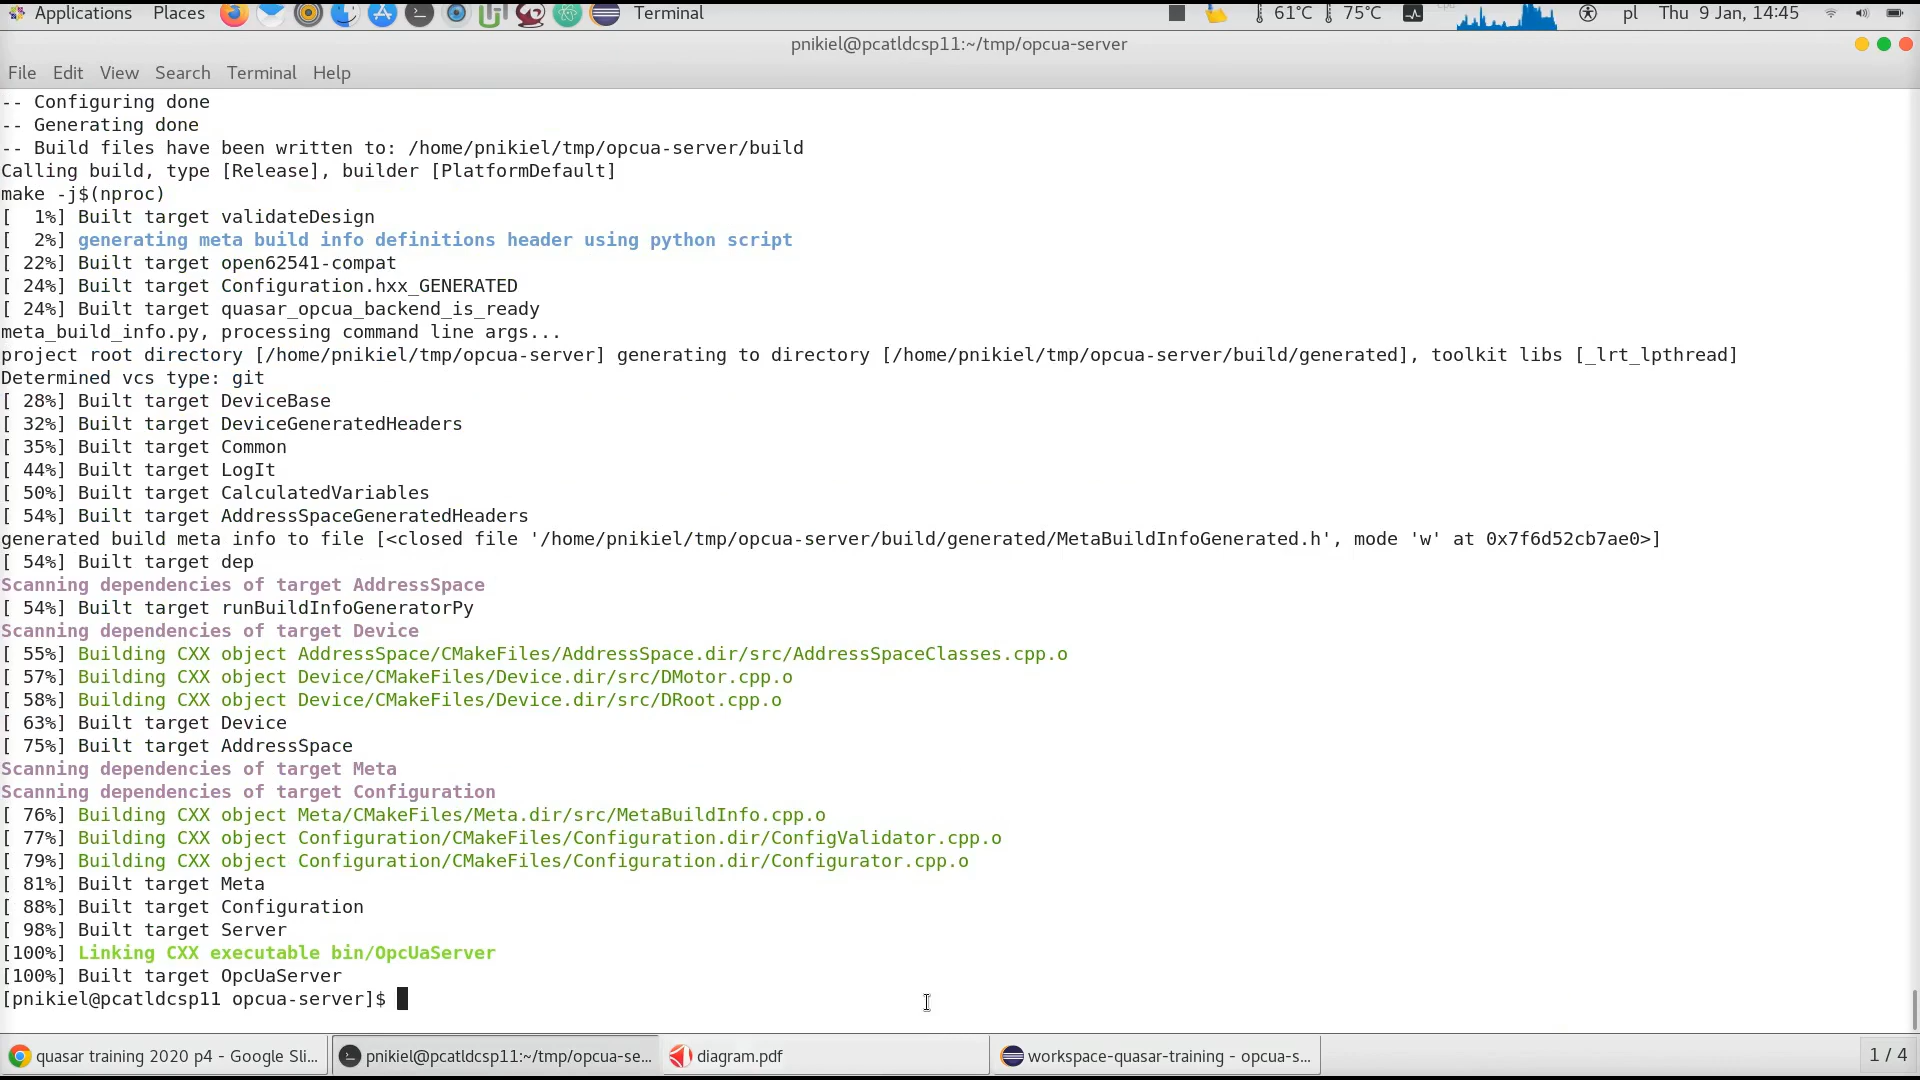 Applications Places Terminal 61°C 75°C pl Thu 9 Jan, 14:45
pnikiel@pcatldcsp11:~/tmp/opcua-server
File Edit View Search Terminal Help
-- Configuring done
-- Generating done
-- Build files have been written to: /home/pnikiel/tmp/opcua-server/build
Calling build, type [Release], builder [PlatformDefault]
make -j$(nproc)
[  1%] Built target validateDesign
[  2%] generating meta build info definitions header using python script
[ 22%] Built target open62541-compat
[ 24%] Built target Configuration.hxx_GENERATED
[ 24%] Built target quasar_opcua_backend_is_ready
meta_build_info.py, processing command line args...
project root directory [/home/pnikiel/tmp/opcua-server] generating to directory [/home/pnikiel/tmp/opcua-server/build/generated], toolkit libs [_lrt_lpthread]
Determined vcs type: git
[ 28%] Built target DeviceBase
[ 32%] Built target DeviceGeneratedHeaders
[ 35%] Built target Common
[ 44%] Built target LogIt
[ 50%] Built target CalculatedVariables
[ 54%] Built target AddressSpaceGeneratedHeaders
generated build meta info to file [<closed file '/home/pnikiel/tmp/opcua-server/build/generated/MetaBuildInfoGenerated.h', mode 'w' at 0x7f6d52cb7ae0>]
[ 54%] Built target dep
Scanning dependencies of target AddressSpace
[ 54%] Built target runBuildInfoGeneratorPy
Scanning dependencies of target Device
[ 55%] Building CXX object AddressSpace/CMakeFiles/AddressSpace.dir/src/AddressSpaceClasses.cpp.o
[ 57%] Building CXX object Device/CMakeFiles/Device.dir/src/DMotor.cpp.o
[ 58%] Building CXX object Device/CMakeFiles/Device.dir/src/DRoot.cpp.o
[ 63%] Built target Device
[ 75%] Built target AddressSpace
Scanning dependencies of target Meta
Scanning dependencies of target Configuration
[ 76%] Building CXX object Meta/CMakeFiles/Meta.dir/src/MetaBuildInfo.cpp.o
[ 77%] Building CXX object Configuration/CMakeFiles/Configuration.dir/ConfigValidator.cpp.o
[ 79%] Building CXX object Configuration/CMakeFiles/Configuration.dir/Configurator.cpp.o
[ 81%] Built target Meta
[ 88%] Built target Configuration
[ 98%] Built target Server
[100%] Linking CXX executable bin/OpcUaServer
[100%] Built target OpcUaServer
[pnikiel@pcatldcsp11 opcua-server]$
quasar training 2020 p4 - Google Sli... pnikiel@pcatldcsp11:~/tmp/opcua-se... diagram.pdf workspace-quasar-training - opcua-s... 1 / 4